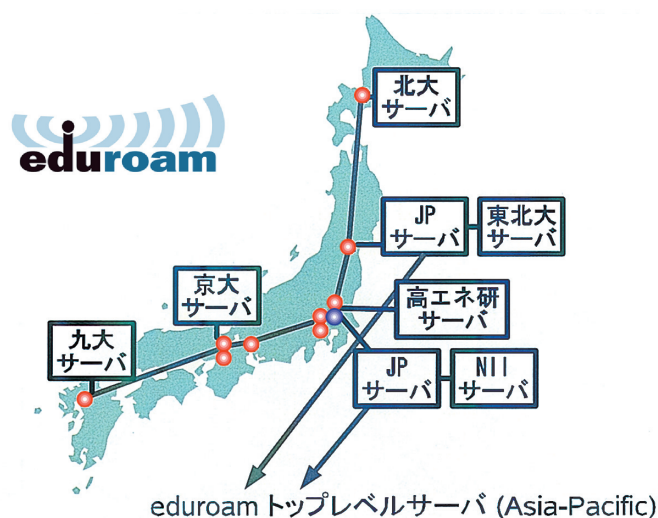 北大
サーバ
eduroam
JP
サーバ
東北大
サーバ
京大
サーバ
高エネ研
サーバ
九大
サーバ
JP
サーバ
NII
サーバ
eduroam トップレベルサーバ (Asia-Pacific)